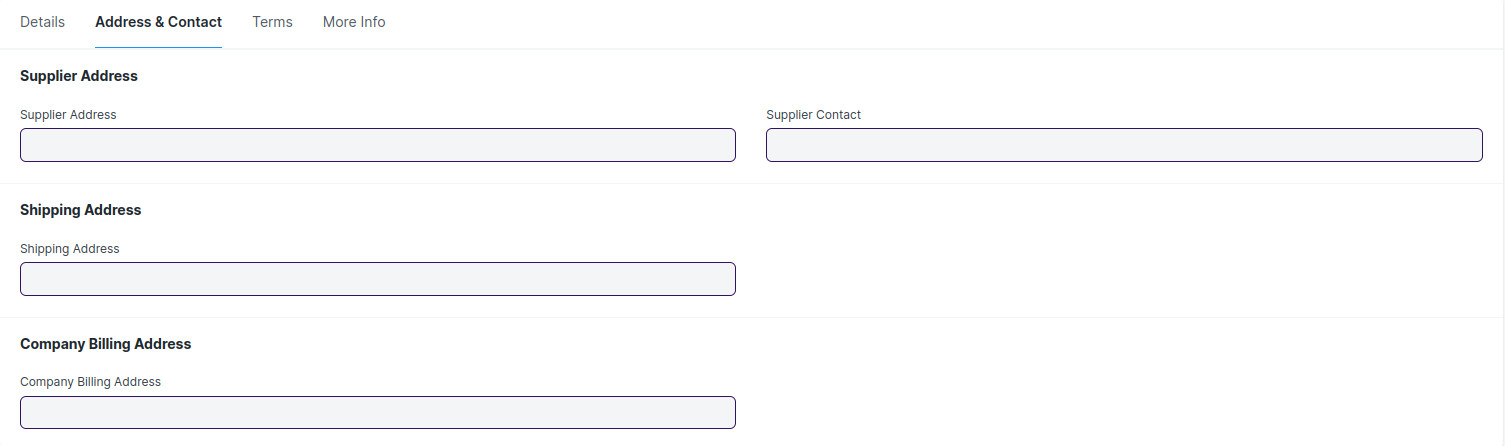 Details Address & Contact Terms More Info
Supplier Address
Supplier Address Supplier Contact
Shipping Address
Shipping Address
Company Billing Address
Company Billing Address